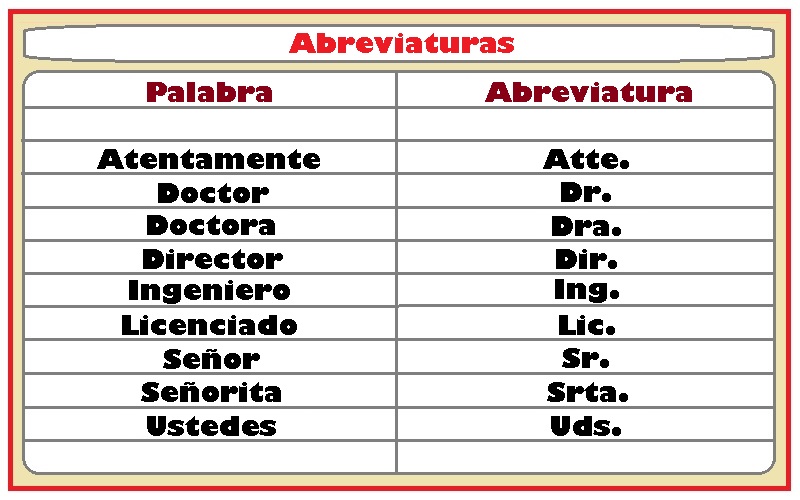 Abreviaturas
Palabra Abreviatura
Atentamente Atte.
Doctor Dr.
Doctora Dra.
Director Dir.
Ingeniero Ing.
Licenciado Lic.
Señor Sr.
Señorita Srta.
Ustedes Uds.